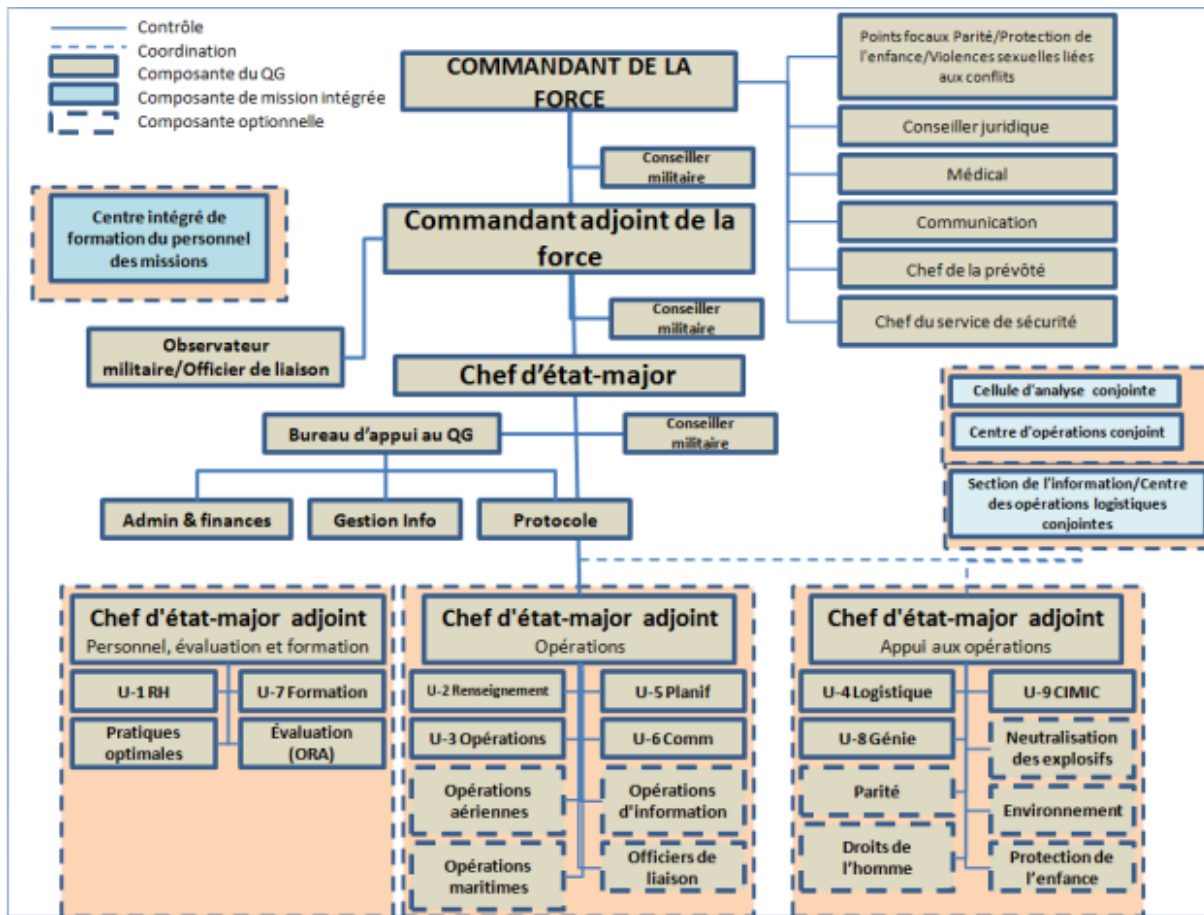 Contrôle
Coordination
Composante du QG
Composante de mission intégrée
Composante optionnelle
COMMANDANT DE LA
FORCE
Points focaux Parité/Protection de
l'enfance/Violences sexuelles liées
aux conflits
Conseiller juridique
Médical
Communication
Chef de la prévôté
Chef du service de sécurité
Conseiller
militaire
Centre intégré de
formation du personnel
des missions
Commandant adjoint de la
force
Conseiller
militaire
Observateur
militaire/Officier de liaison
Chef d’état-major
Bureau d’appui au QG
Conseiller
militaire
Cellule d'analyse conjointe
Centre d'opérations conjoint
Section de l'information/Centre
des opérations logistiques
conjointes
Admin & finances
Gestion Info
Protocole
Chef d'état-major adjoint
Personnel, évaluation et formation
U-1 RH
U-7 Formation
Pratiques
optimales
Évaluation
(ORA)
Chef d'état-major adjoint
Opérations
U-2 Renseignement
U-5 Planif
U-3 Opérations
U-6 Comm
Opérations
aériennes
Opérations
d'information
Opérations
maritimes
Officiers de
liaison
Chef d'état-major adjoint
Appui aux opérations
U-4 Logistique
U-9 CIMIC
U-8 Génie
Neutralisation
des explosifs
Parité
Environnement
Droits de
l’homme
Protection de
l'enfance